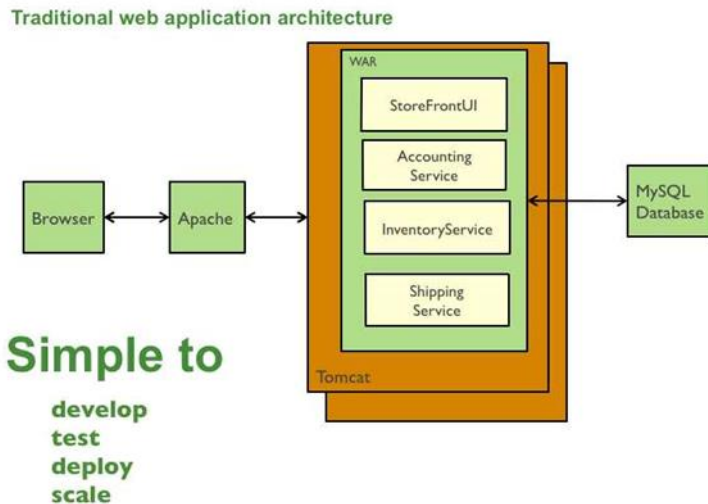 Traditional web application architecture
WAR
StoreFrontUI
Accounting
Service
InventoryService
Shipping
Service
Tomcat
Browser
Apache
MySQL
Database
Simple to
develop
test
deploy
scale